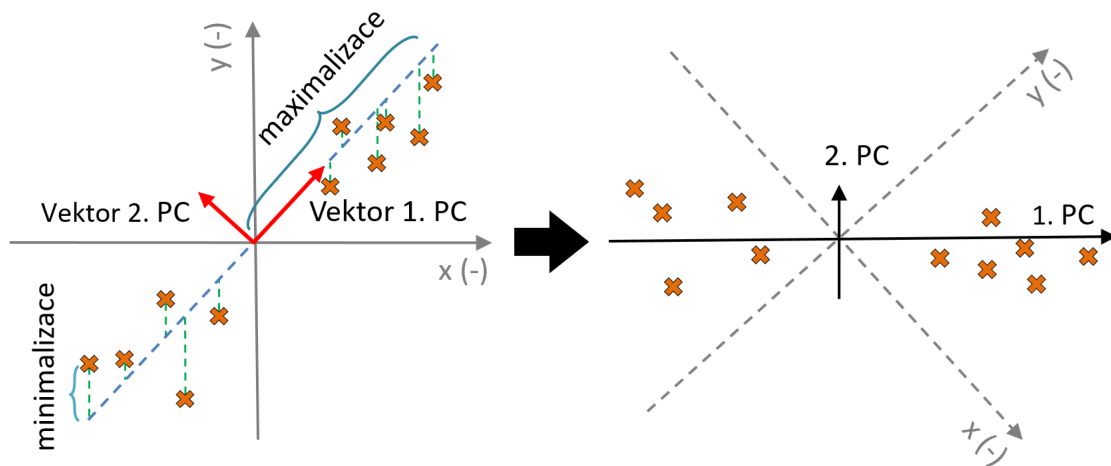 y (-)
maximalizace
Vektor 2. PC
Vektor 1. PC
x (-)
minimalizace
y (-)
2. PC
1. PC
x (-)